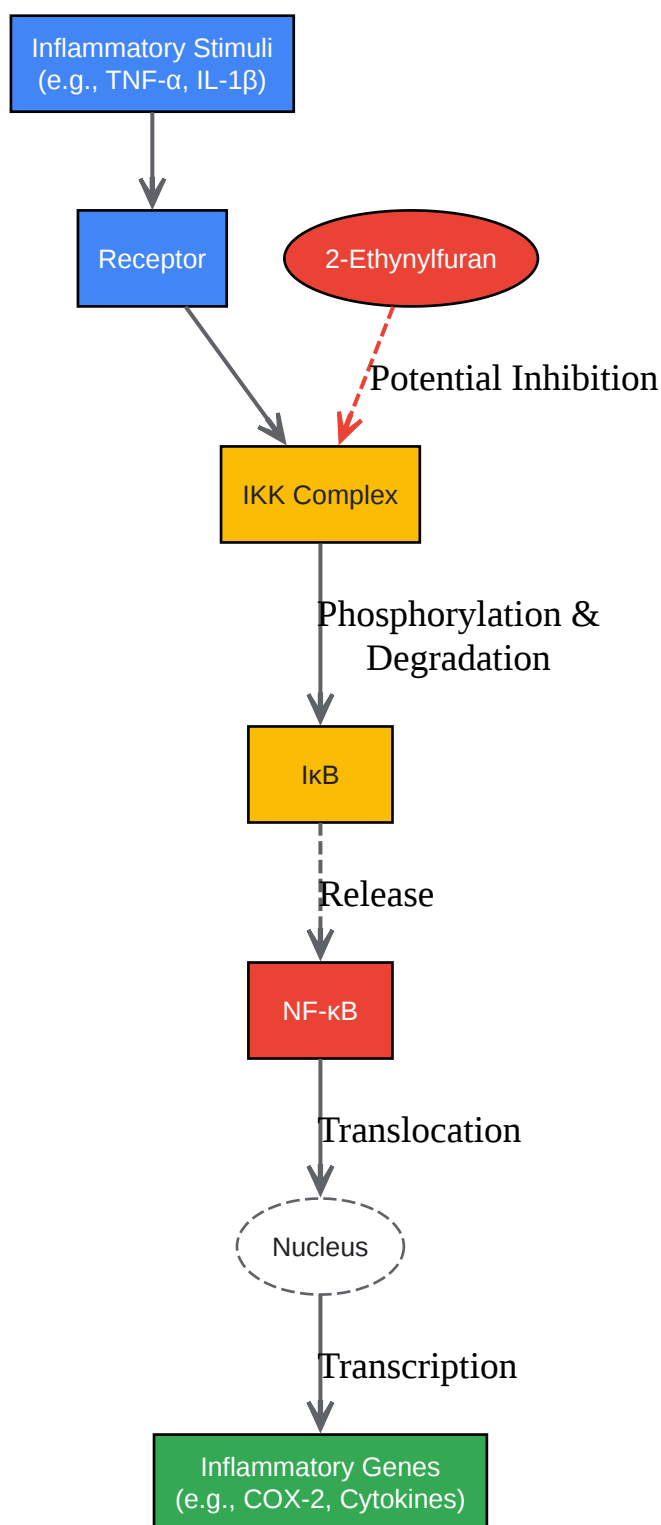 Inflammatory Stimuli
(e.g., TNF-α, IL-1β)
Receptor
2-Ethynylfuran
Potential Inhibition
IKK Complex
Phosphorylation &
Degradation
IκB
Release
NF-κB
Translocation
Nucleus
Transcription
Inflammatory Genes
(e.g., COX-2, Cytokines)